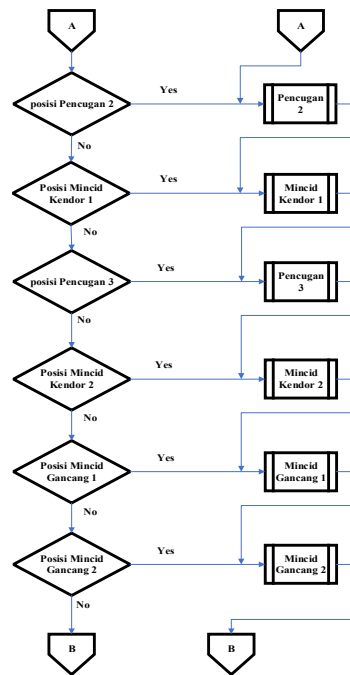 A
A
posisi Pencugan 2
Yes
Pencugan
2
No
Posisi Mincid
Kendor 1
Yes
Mincid
Kendor 1
No
posisi Pencugan 3
Yes
Pencugan
3
No
Posisi Mincid
Kendor 2
Yes
Mincid
Kendor 2
No
Posisi Mincid
Gancang 1
Yes
Mincid
Gancang 1
No
Posisi Mincid
Gancang 2
Yes
Mincid
Gancang 2
No
B
B